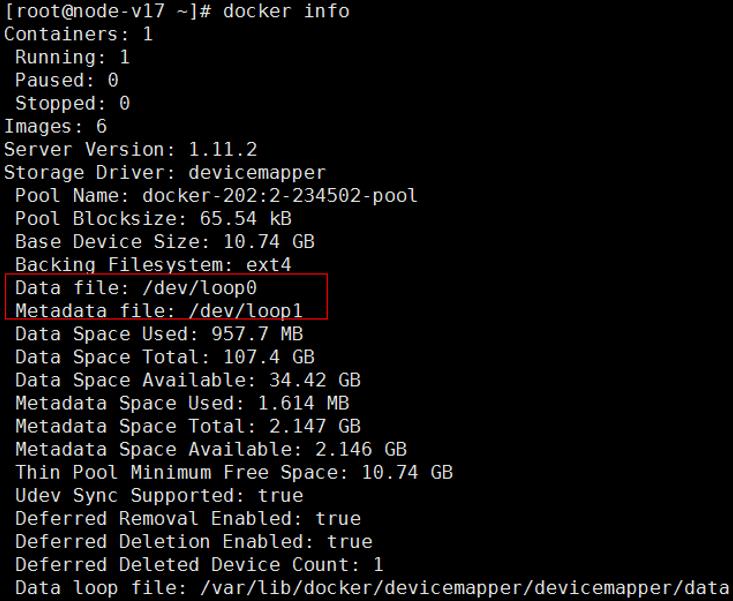 [root@node-v17 ~]# docker info
Containers: 1
Running: 1
Paused: 0
Stopped: 0
Images: 6
Server Version: 1.11.2
Storage Driver: devicemapper
Pool Name: docker-202:2-234502-pool
Pool Blocksize: 65.54 kB
Base Device Size: 10.74 GB
Backing Filesystem: ext4
Data file: /dev/loop0
Metadata file: /dev/loop1
Data Space Used: 957.7 MB
Data Space Total: 107.4 GB
Data Space Available: 34.42 GB
Metadata Space Used: 1.614 MB
Metadata Space Total: 2.147 GB
Metadata Space Available: 2.146 GB
Thin Pool Minimum Free Space: 10.74 GB
Udev Sync Supported: true
Deferred Removal Enabled: true
Deferred Deletion Enabled: true
Deferred Deleted Device Count: 1
Data loop file: /var/lib/docker/devicemapper/devicemapper/data